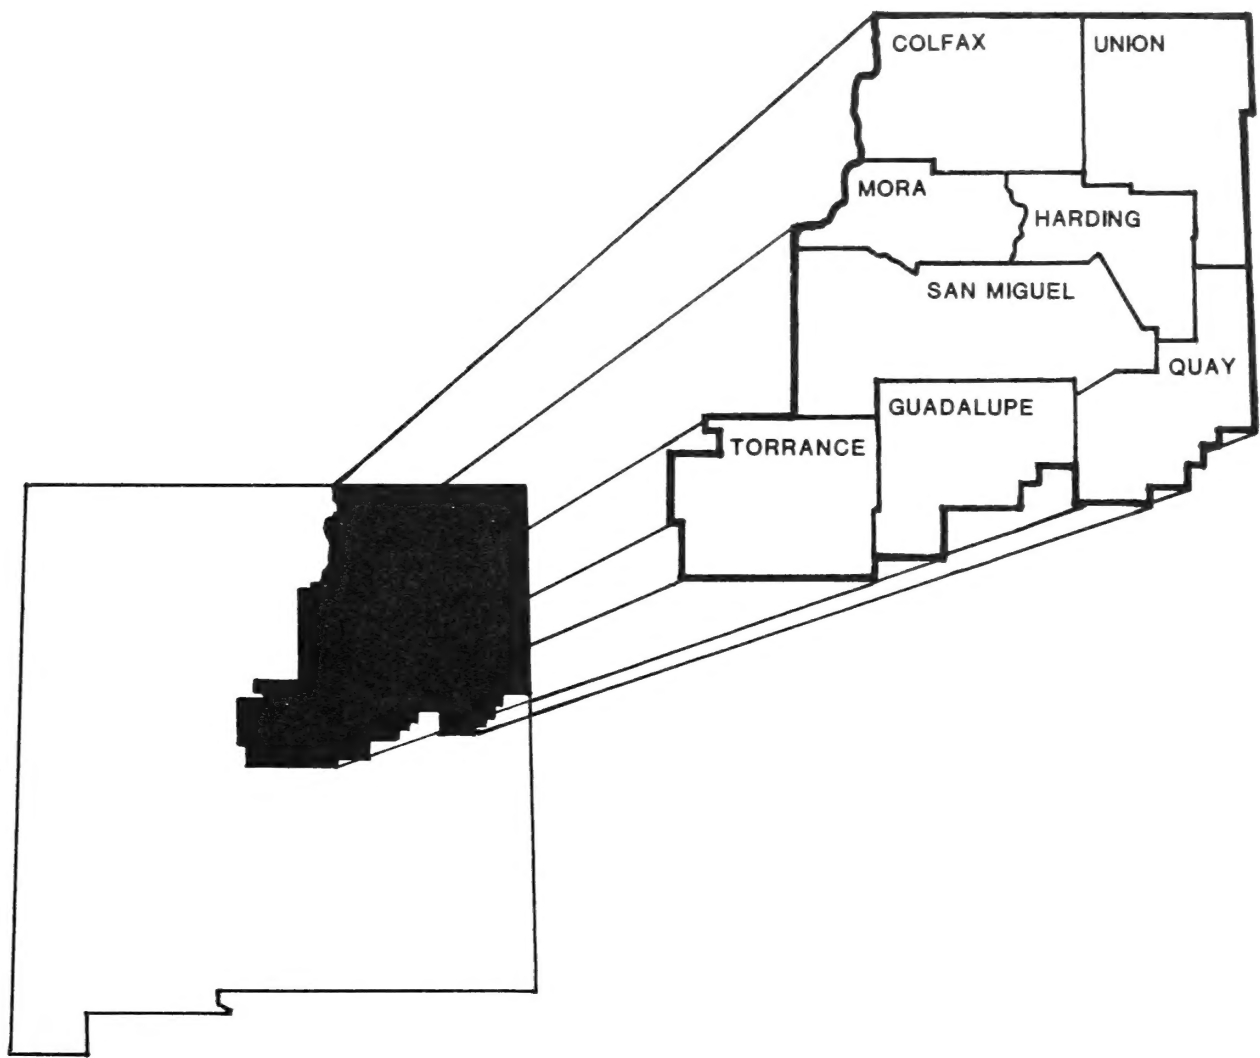 COLFAX
UNION
MORA
HARDING
SAN MIGUEL
QUAY
GUADALUPE
TORRANCE